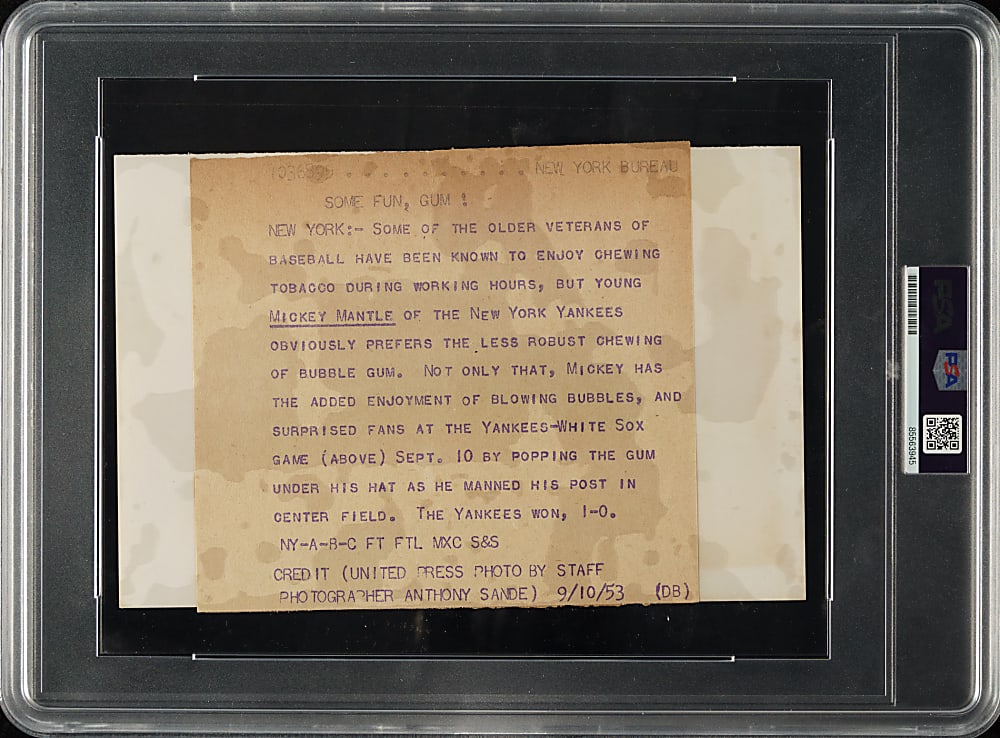 NEW YORK BUREAU
SOME FUN, GUM !
NEW YORK:- SOME OF THE OLDER VETERANS OF
BASEBALL HAVE BEEN KNOWN TO ENJOY CHEWING
TOBACCO DURING WORKING HOURS, BUT YOUNG
MICKEY MANTLE OF THE NEW YORK YANKEES
OBVIOUSLY PREFERS THE LESS ROBUST CHEWING
OF BUBBLE GUM. NOT ONLY THAT, MICKEY HAS
THE ADDED ENJOYMENT OF BLOWING BUBBLES, AND
SURPRISED FANS AT THE YANKEES-WHITE SOX
GAME (ABOVE) SEPT. 10 BY POPPING THE GUM
UNDER HIS HAT AS HE MANNED HIS POST IN
CENTER FIELD. THE YANKEES WON, 1-0.
NY-A-B-C FT FTL MXC S&S
CREDIT (UNITED PRESS PHOTO BY STAFF
PHOTOGRAPHER ANTHONY SANDE) 9/10/53 (DB)
PSA
85563945